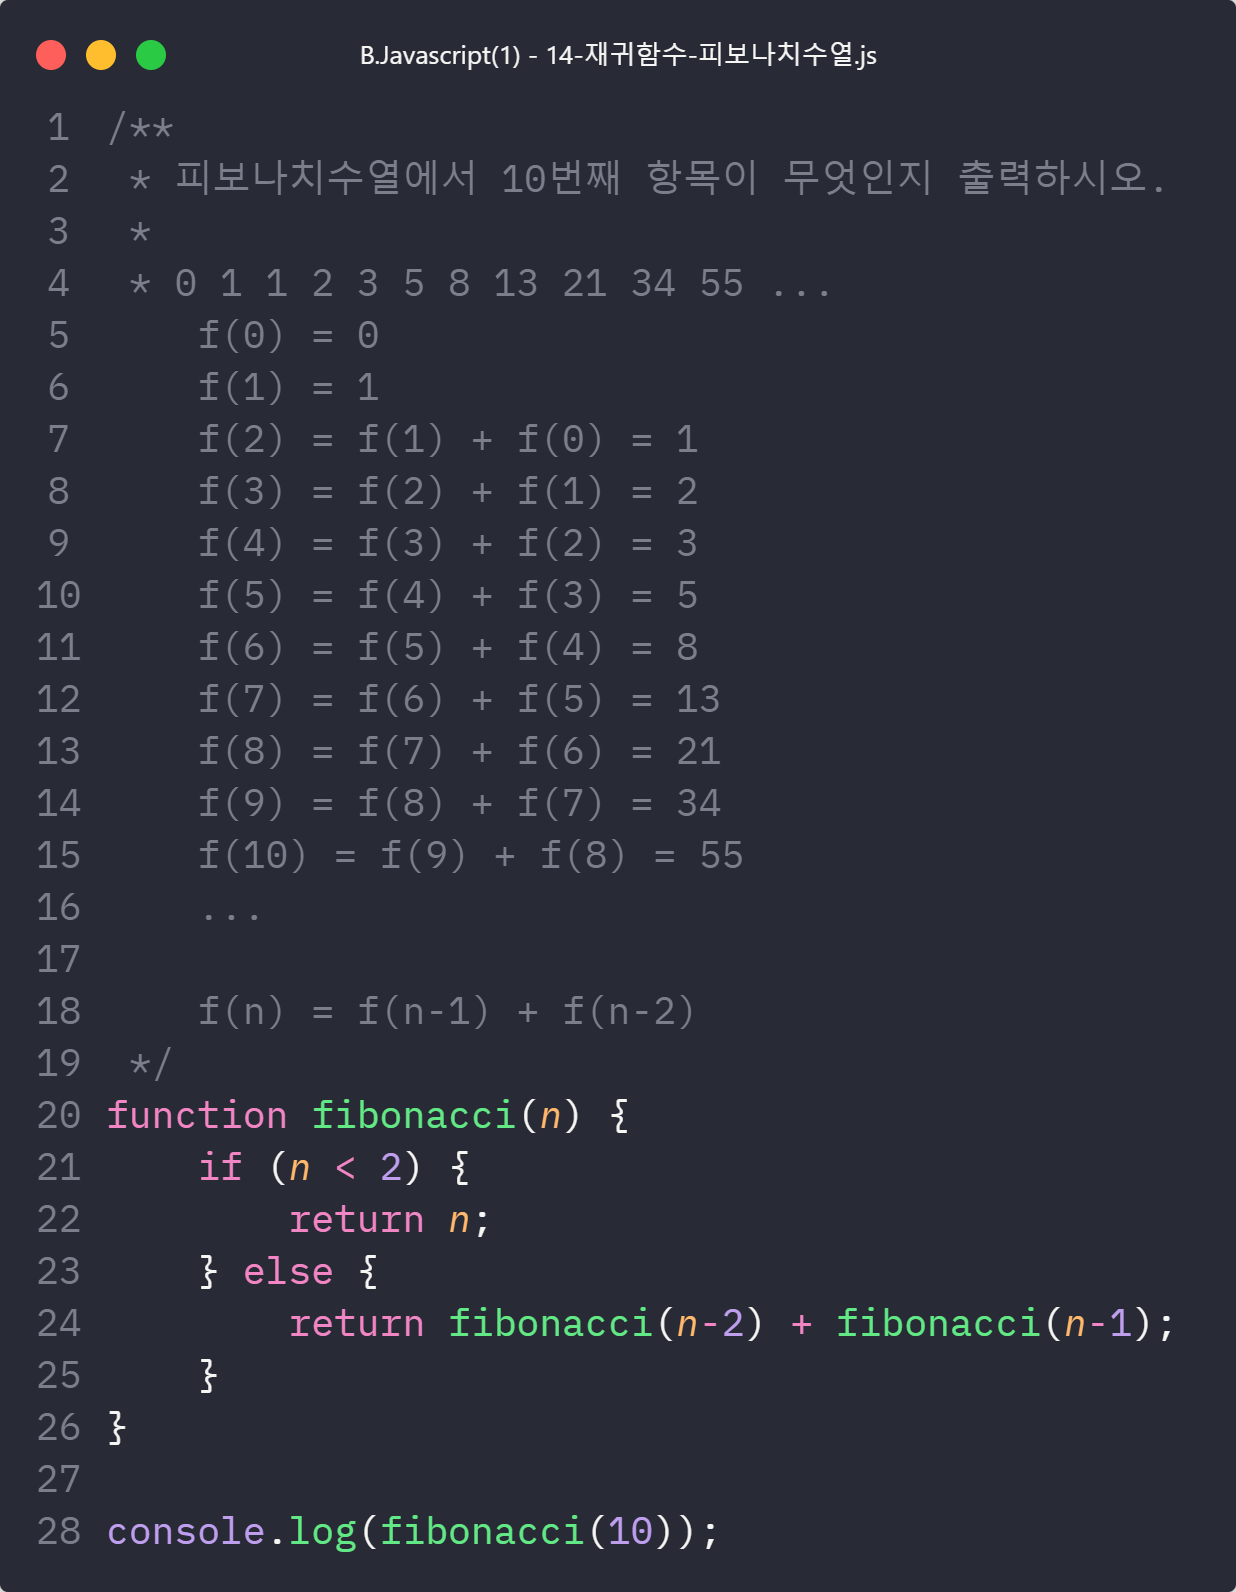 B.Javascript(1) - 14-재귀함수-피보나치수열.js
1 /**
2  * 피보나치수열에서 10번째 항목이 무엇인지 출력하시오.
3  *
4  * 0 1 1 2 3 5 8 13 21 34 55 ...
5     f(0) = 0
6     f(1) = 1
7     f(2) = f(1) + f(0) = 1
8     f(3) = f(2) + f(1) = 2
9     f(4) = f(3) + f(2) = 3
10     f(5) = f(4) + f(3) = 5
11     f(6) = f(5) + f(4) = 8
12     f(7) = f(6) + f(5) = 13
13     f(8) = f(7) + f(6) = 21
14     f(9) = f(8) + f(7) = 34
15     f(10) = f(9) + f(8) = 55
16     ...
17
18     f(n) = f(n-1) + f(n-2)
19  */
20 function fibonacci(n) {
21     if (n < 2) {
22         return n;
23     } else {
24         return fibonacci(n-2) + fibonacci(n-1);
25     }
26 }
27
28 console.log(fibonacci(10));